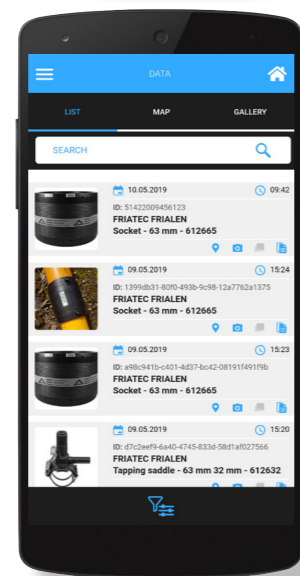 DATA
LIST MAP GALLERY
SEARCH
10.05.2019 09:42
ID: 51422009456123
FRIATEC FRIALEN
Socket - 63 mm - 612665
09.05.2019 15:24
ID: 1399db31-80f0-493b-9c98-12a7762a1375
FRIATEC FRIALEN
Socket - 63 mm - 612665
09.05.2019 15:23
ID: a98c941b-c401-4d37-bc42-08191f491f9b
FRIATEC FRIALEN
Socket - 63 mm - 612665
09.05.2019 15:20
ID: d7c2eef9-6a40-4745-833d-58d1af027566
FRIATEC FRIALEN
Tapping saddle - 63 mm 32 mm - 612632